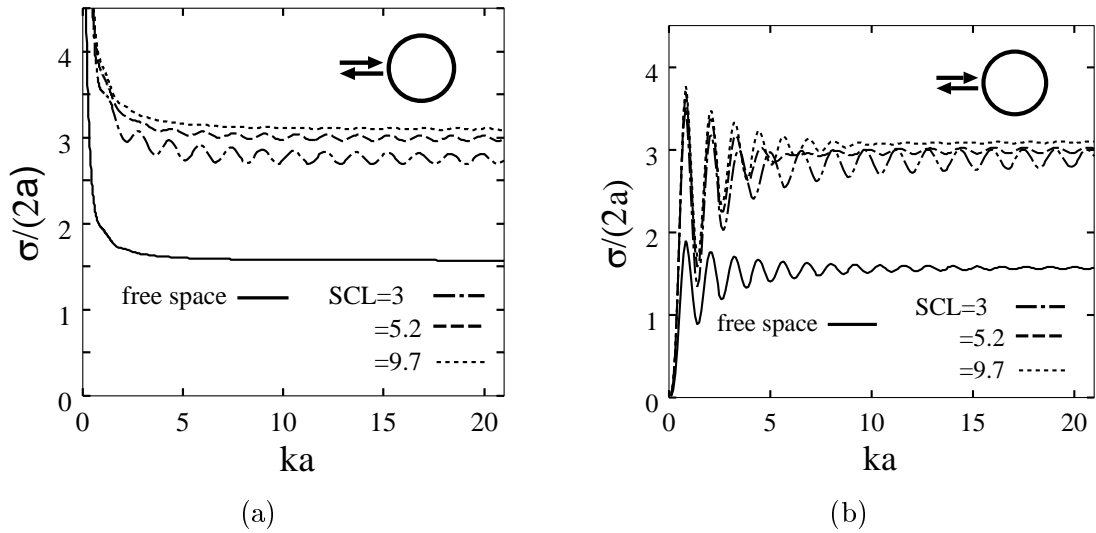 4
3
2
1
0
σ/(2a)
free space
SCL=3
=5.2
=9.7
0 5 10 15 20
ka
(a)
4
3
2
1
0
σ/(2a)
free space
SCL=3
=5.2
=9.7
0 5 10 15 20
ka
(b)